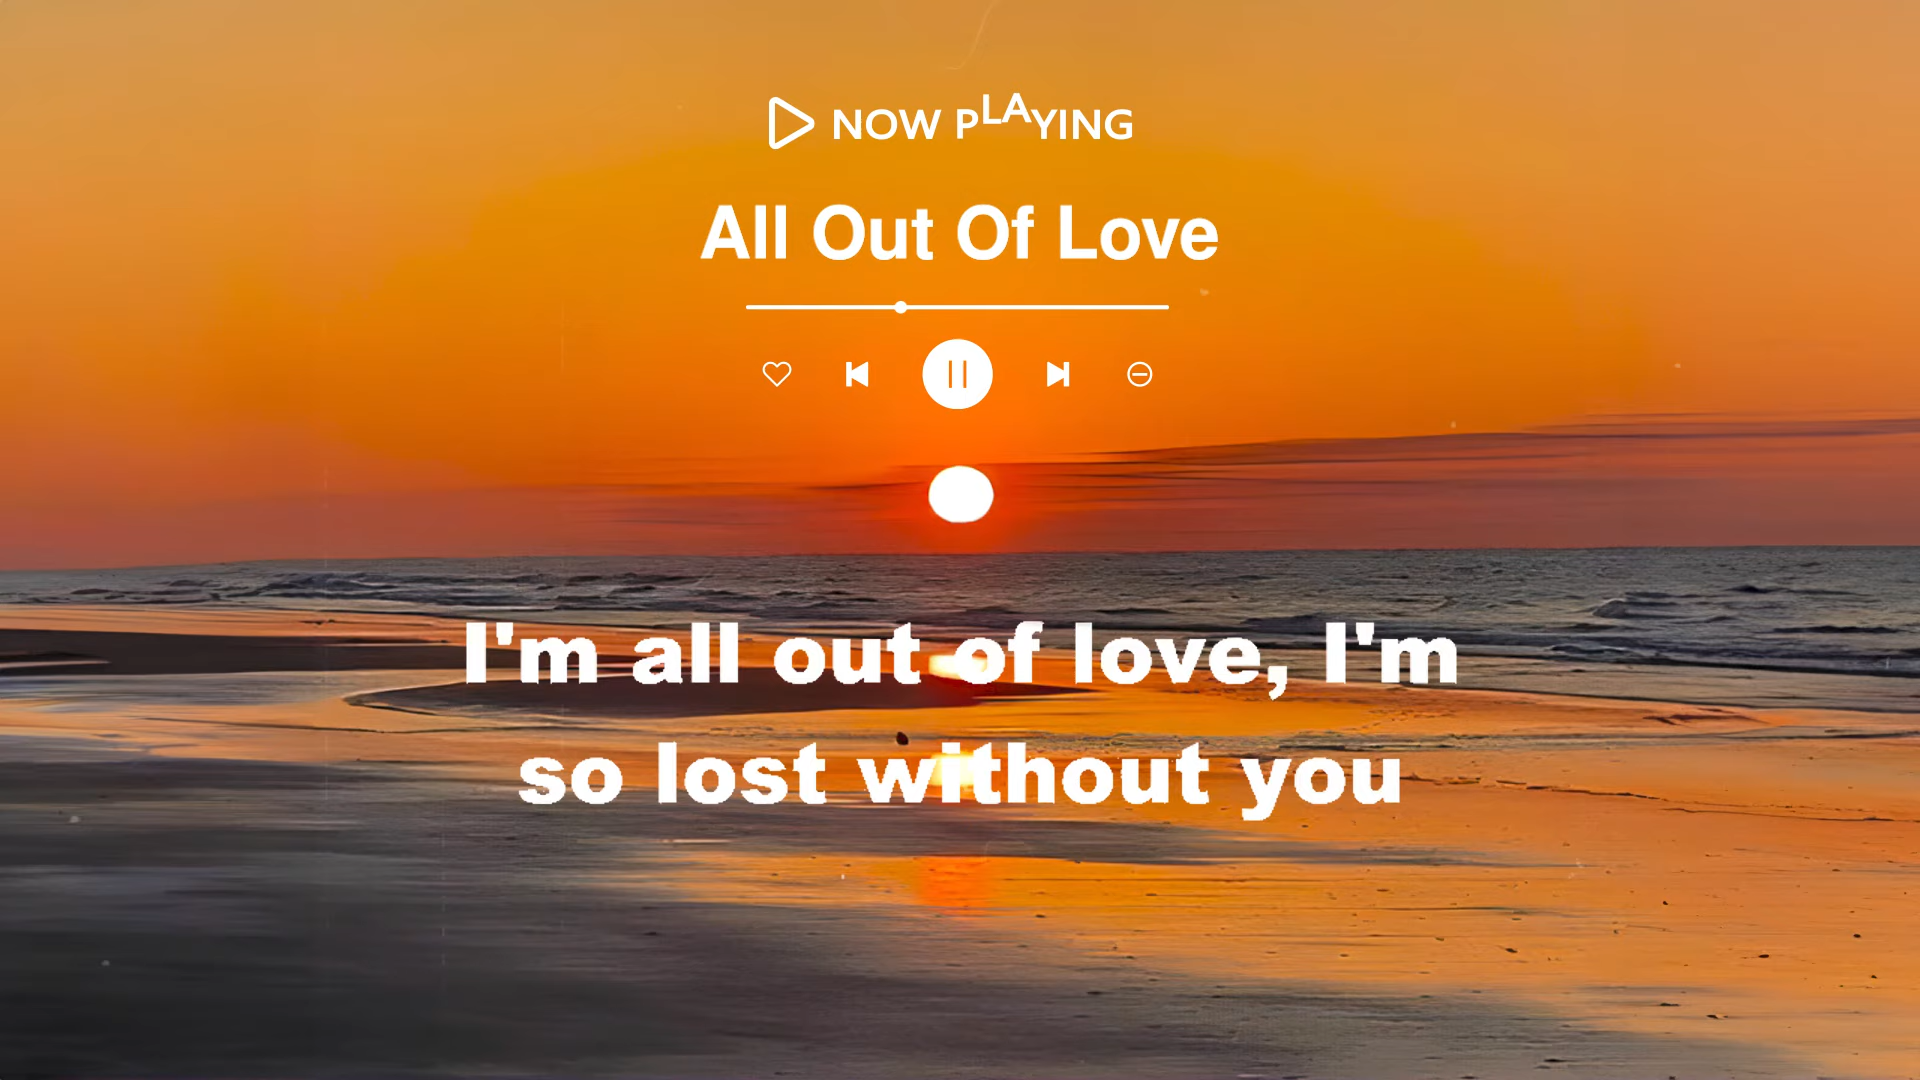 NOW PLAYING
All Out Of Love
I'm all out of love, I'm
so lost without you